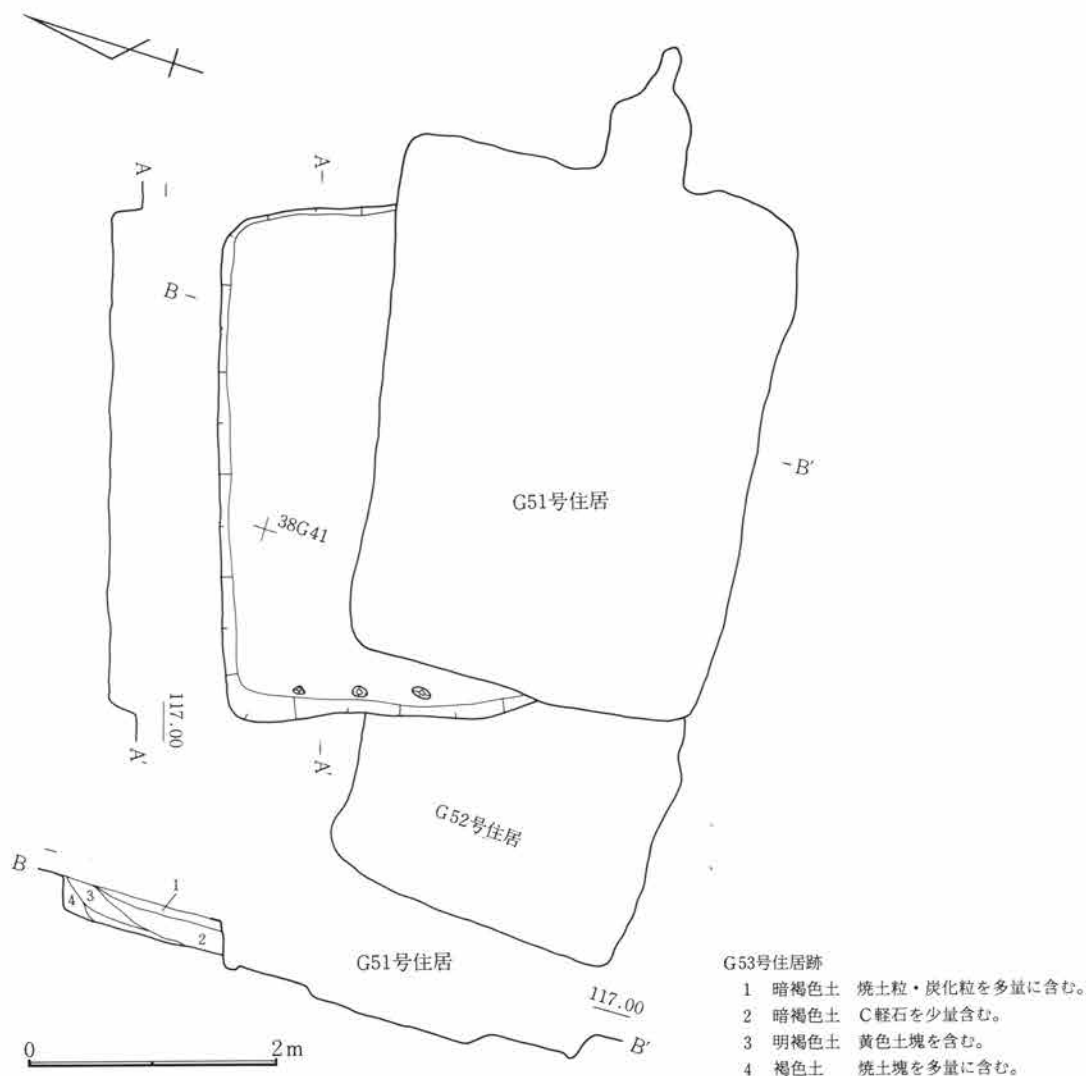 A
A
B
38G41
G51号住居
B'
117.00
A'
A'
G52号住居
B
1
3
4
2
G51号住居
117.00
B'
0 2m
G53号住居跡
1 暗褐色土 焼土粒・炭化粒を多量に含む。
2 暗褐色土 C軽石を少量含む。
3 明褐色土 黄色土塊を含む。
4 褐色土 焼土塊を多量に含む。